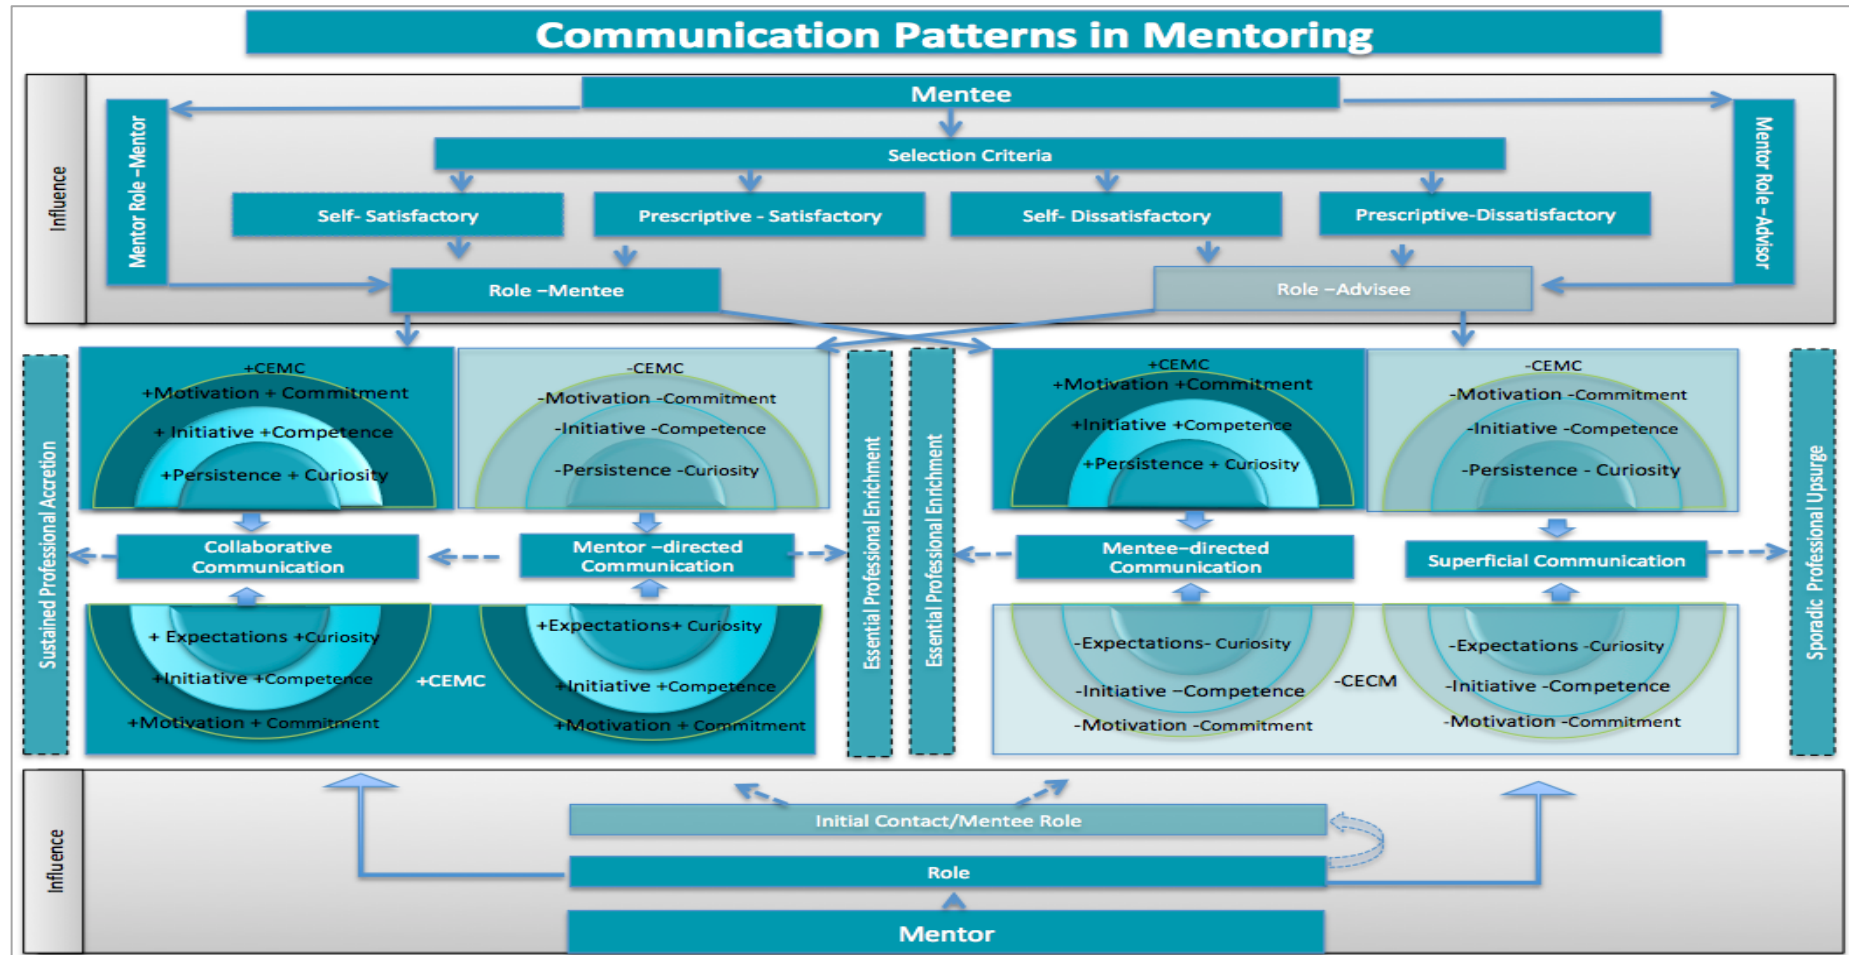 Communication Patterns in Mentoring
Influence
Mentor Role –Mentor
Mentee
Mentor Role –Advisor
Selection Criteria
Self- Satisfactory
Prescriptive - Satisfactory
Self- Dissatisfactory
Prescriptive-Dissatisfactory
Role –Mentee
Role –Advisee
Sustained Professional Accretion
+CEMC
+Motivation + Commitment
+ Initiative +Competence
+Persistence + Curiosity
-CEMC
-Motivation -Commitment
-Initiative -Competence
-Persistence -Curiosity
Essential Professional Enrichment
Essential Professional Enrichment
+CEMC
+Motivation +Commitment
+Initiative +Competence
+Persistence + Curiosity
-CEMC
-Motivation -Commitment
-Initiative -Competence
-Persistence - Curiosity
Sporadic Professional Upsurge
Collaborative
Communication
Mentor –directed
Communication
Mentee–directed
Communication
Superficial Communication
+ Expectations +Curiosity
+Initiative +Competence
+Motivation + Commitment
+CEMC
+Expectations+ Curiosity
+Initiative +Competence
+Motivation + Commitment
-Expectations- Curiosity
-Initiative –Competence
-Motivation -Commitment
-CECM
-Expectations -Curiosity
-Initiative -Competence
-Motivation -Commitment
Influence
Initial Contact/Mentee Role
Role
Mentor